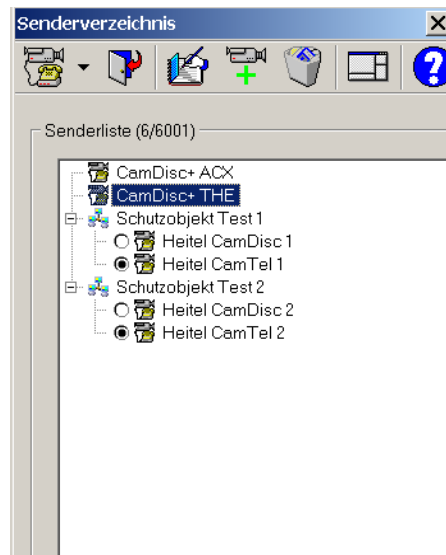 Senderverzeichnis
Senderliste (6/6001)
CamDisc+ ACX
CamDisc+ THE
Schutzobjekt Test 1
Heitel CamDisc 1
Heitel CamTel 1
Schutzobjekt Test 2
Heitel CamDisc 2
Heitel CamTel 2